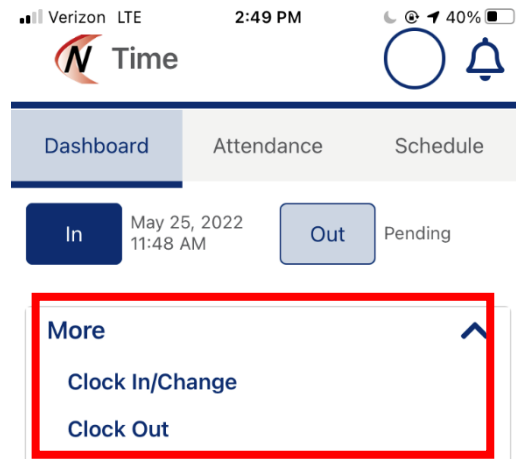 Verizon LTE 2:49 PM 40%
N Time
Dashboard Attendance Schedule
In May 25, 2022 Out Pending
11:48 AM
More
Clock In/Change
Clock Out